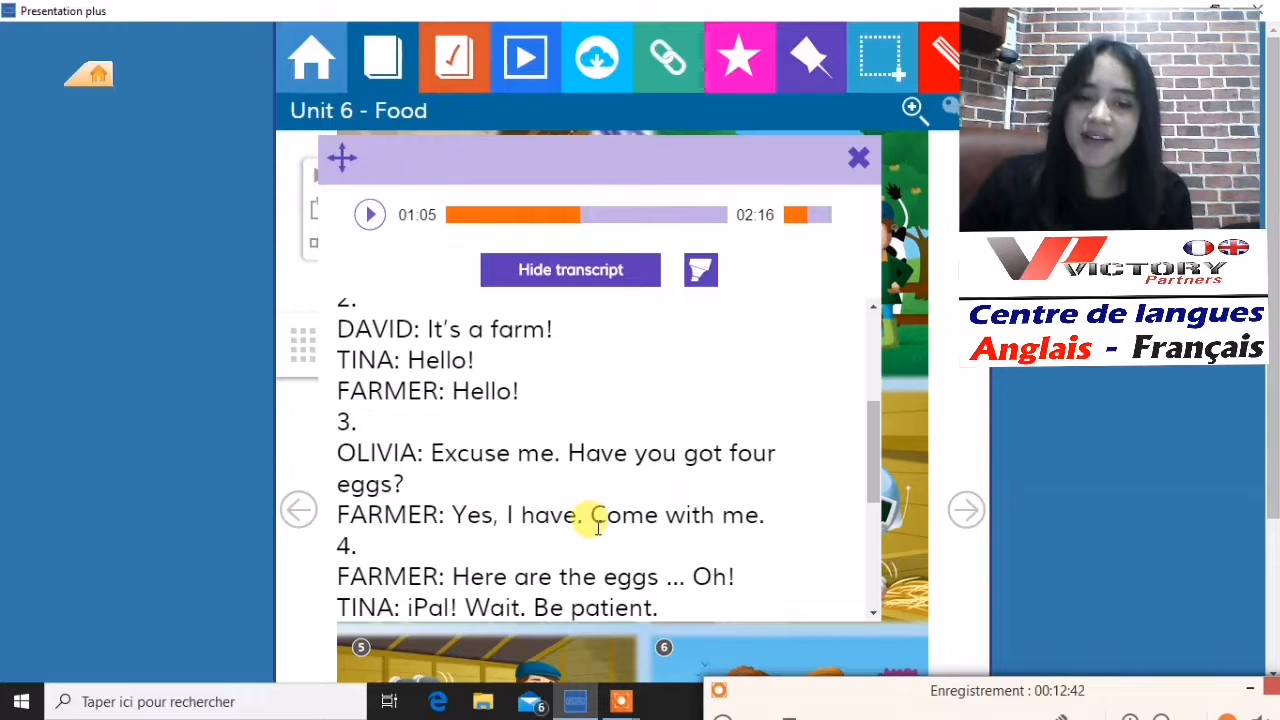 Presentation plus
Unit 6 - Food
01:05
02:16
Hide transcript
2.
DAVID: It's a farm!
TINA: Hello!
FARMER: Hello!
3.
OLIVIA: Excuse me. Have you got four
eggs?
FARMER: Yes, I have. Come with me.
4.
FARMER: Here are the eggs ... Oh!
TINA: iPal! Wait. Be patient.
5
6
VP VICTORY
Partners
Centre de langues
Anglais - Français
Taper ici pour rechercher
6
Enregistrement : 00:12:42